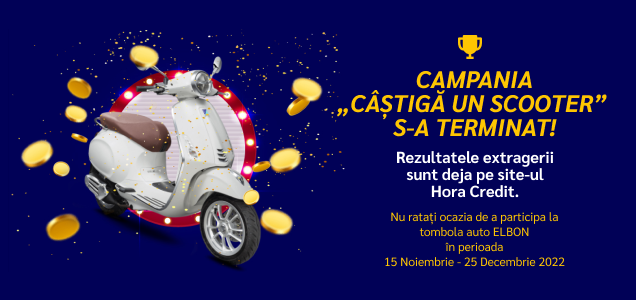 CAMPANIA
„CÂȘTIGĂ UN SCOOTER”
S-A TERMINAT!
Rezultatele extragerii
sunt deja pe site-ul
Hora Credit.
Nu ratați ocazia de a participa la
tombola auto ELBON
în perioada
15 Noiembrie - 25 Decembrie 2022